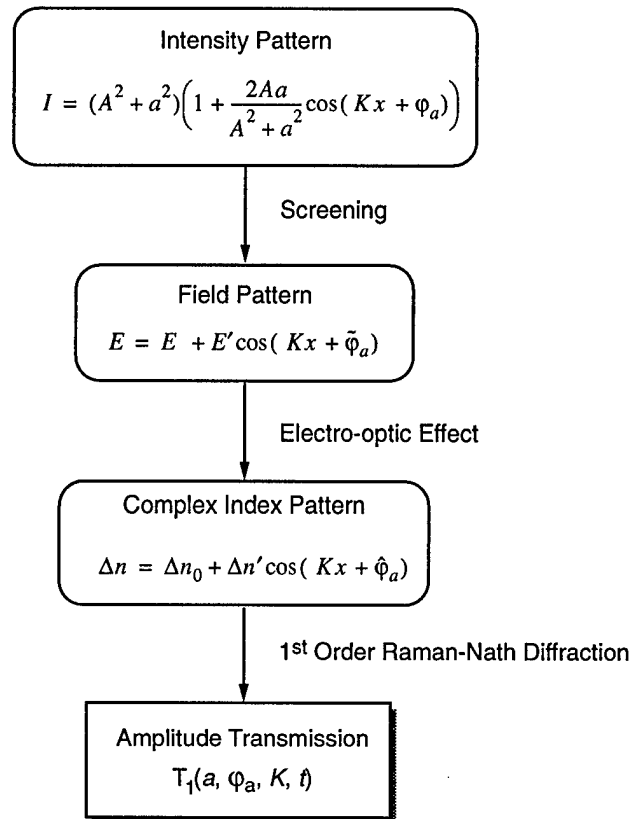 Intensity Pattern
I = (A² + a²)(1 + 2Aa/(A² + a²) cos( Kx + φₐ))
Screening
Field Pattern
E = E + E′cos( Kx + φ̃ₐ)
Electro-optic Effect
Complex Index Pattern
Δn = Δn₀ + Δn′cos( Kx + φ̂ₐ)
1st Order Raman-Nath Diffraction
Amplitude Transmission
T₁(a, φₐ, K, t)